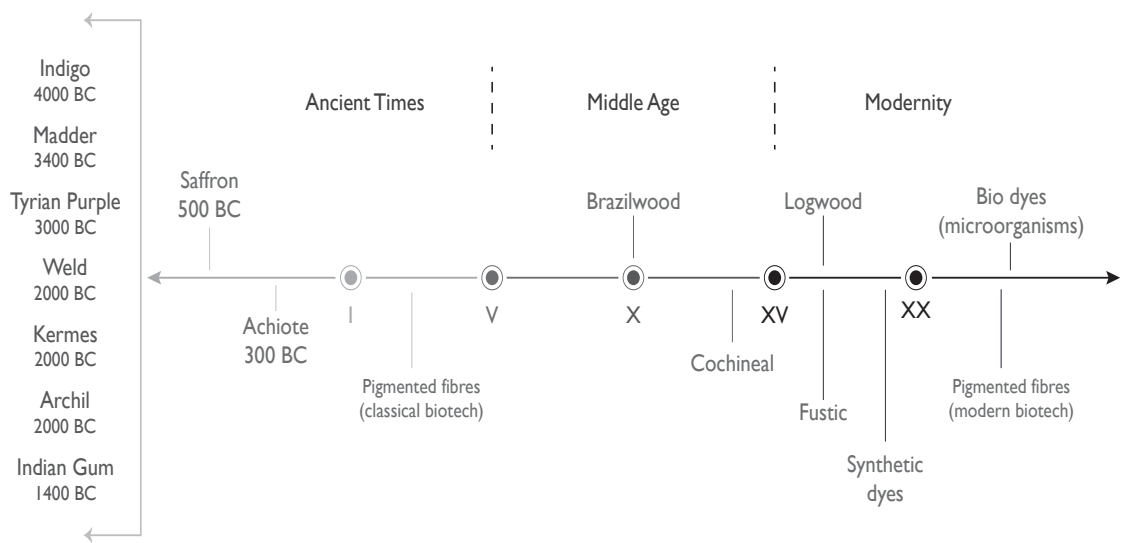 Indigo
4000 BC
Madder
3400 BC
Tyrian Purple
3000 BC
Weld
2000 BC
Kermes
2000 BC
Archil
2000 BC
Indian Gum
1400 BC
Ancient Times
Middle Age
Modernity
Saffron
500 BC
Brazilwood
Logwood
Bio dyes
(microorganisms)
I
V
X
XV
XX
Achiote
300 BC
Pigmented fibres
(classical biotech)
Cochineal
Fustic
Synthetic
dyes
Pigmented fibres
(modern biotech)